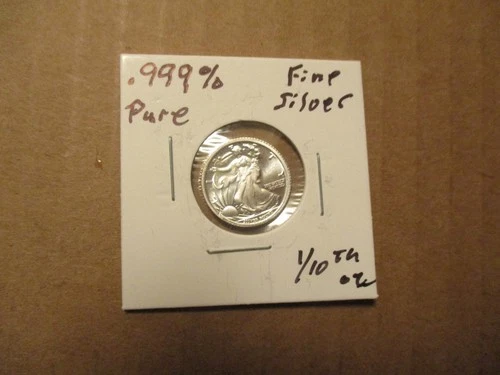 .999% Fine
Pure Silver
1/10TH
oz